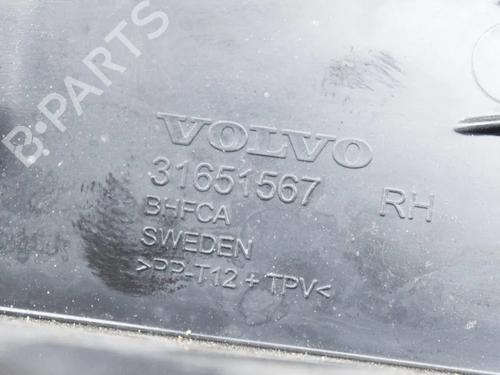 B-PARTS
VOLVO
31651567 RH
BHFCA
SWEDEN
>PP-T12 + TPV<